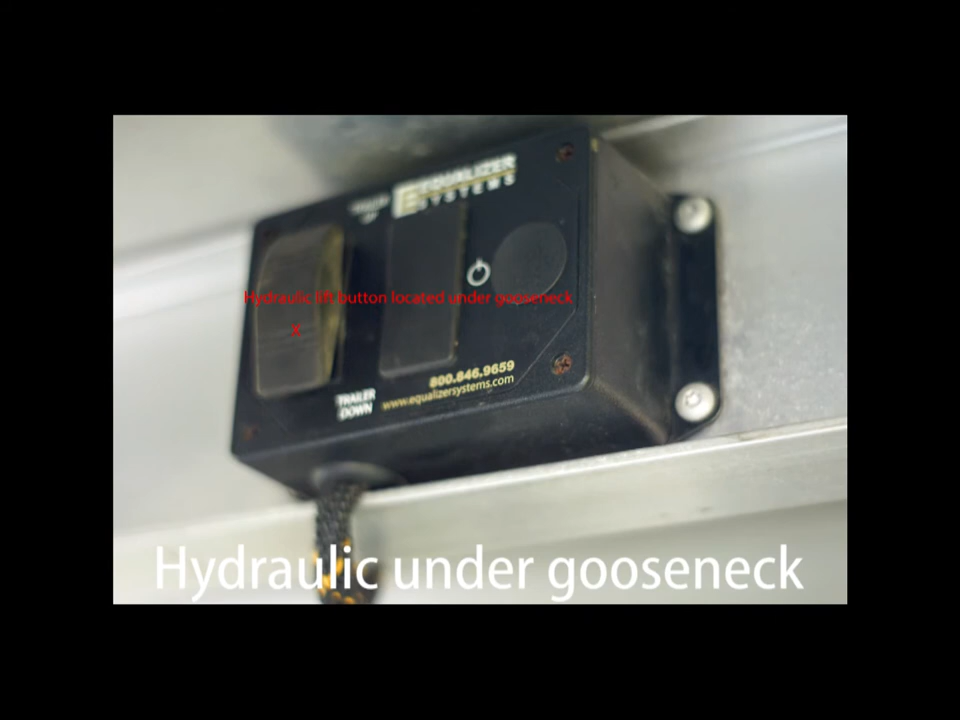 EQUALIZER
SYSTEMS
Hydraulic lift button located under gooseneck
X
800.846.9659
www.equalizersystems.com
TRAILER
DOWN
Hydraulic under gooseneck